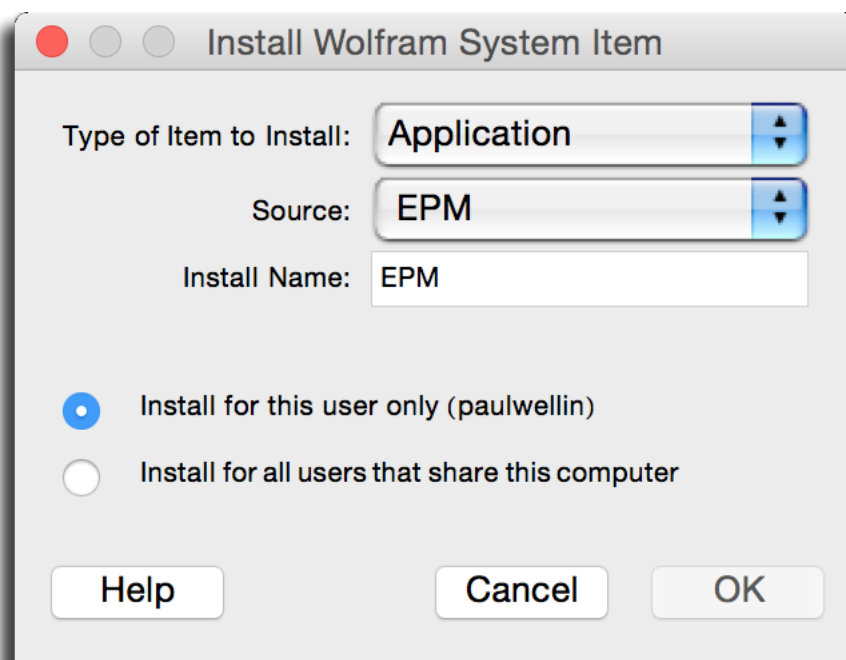 Install Wolfram System Item
Type of Item to Install: Application
Source: EPM
Install Name: EPM
Install for this user only (paulwellin)
Install for all users that share this computer
Help Cancel OK